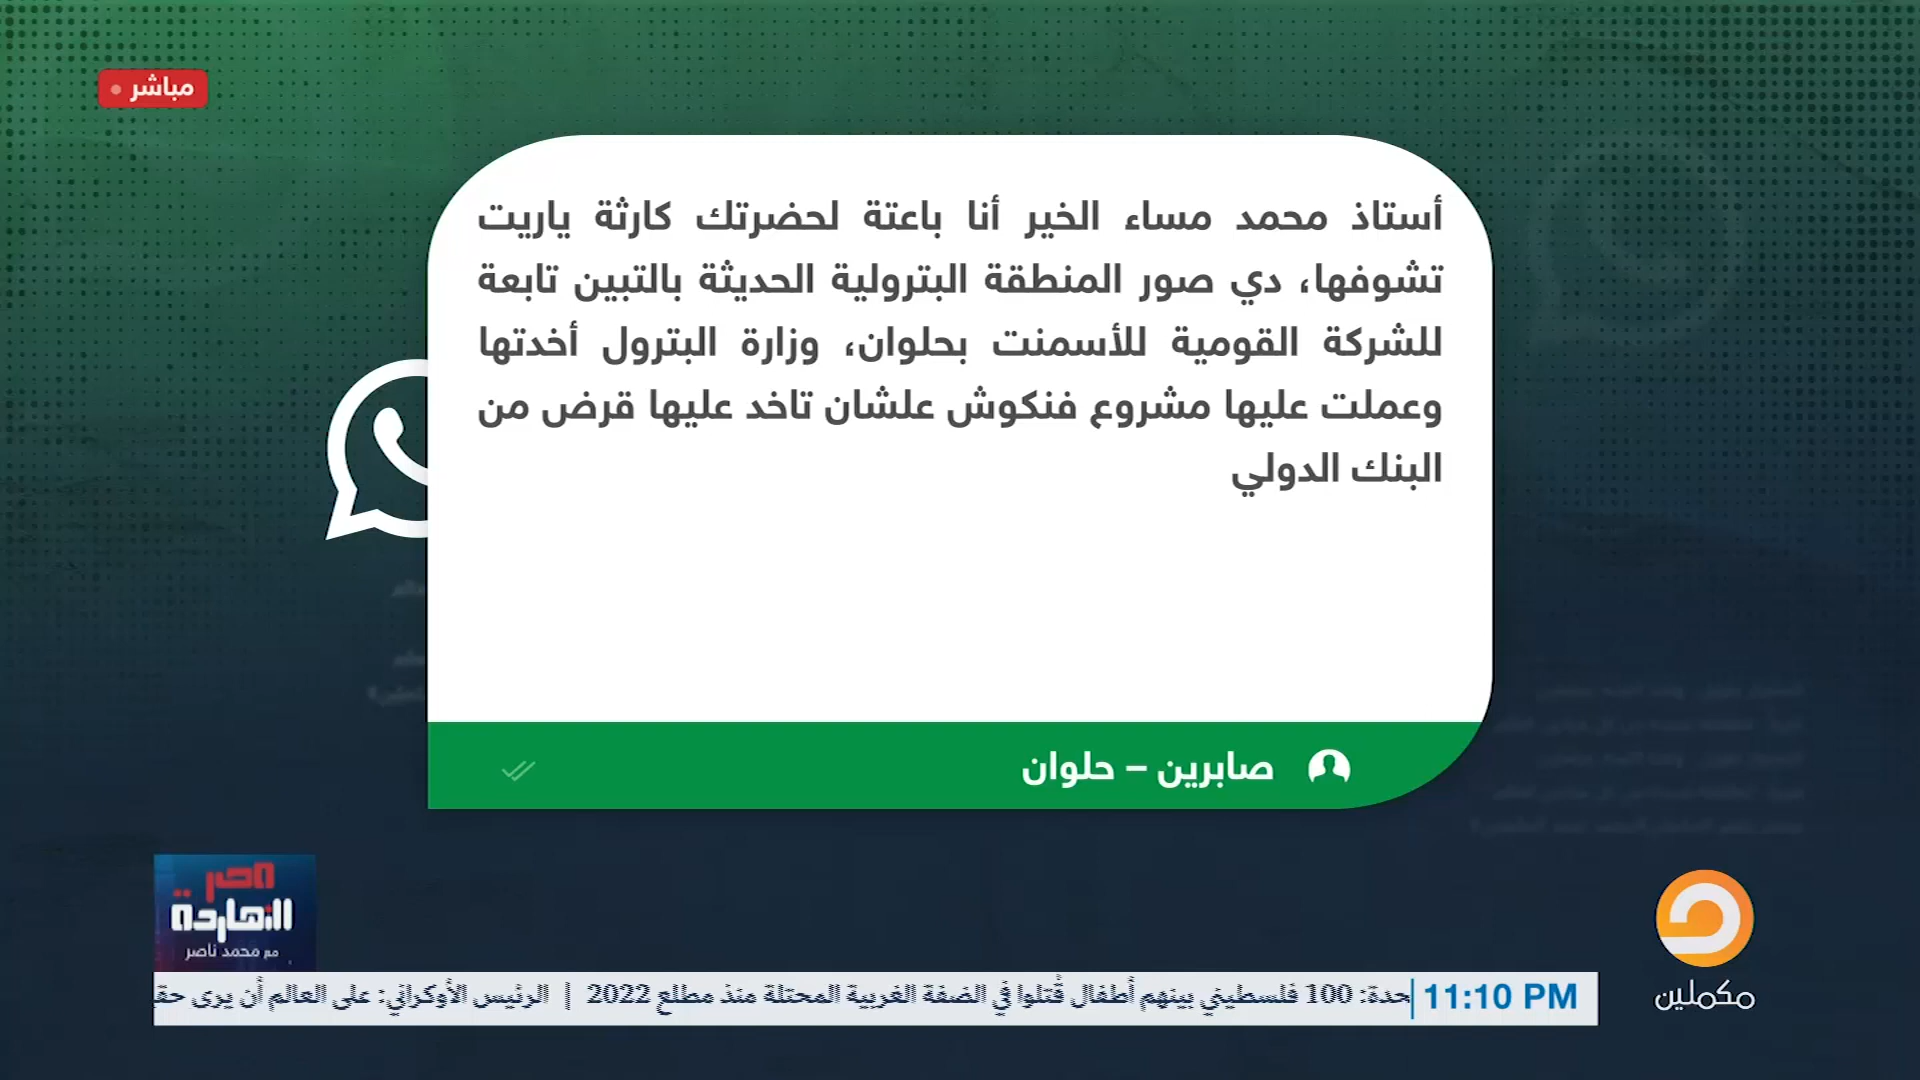 مباشر
أستاذ محمد مساء الخير أنا باعتة لحضرتك كارثة ياريت
تشوفها، دي صور المنطقة البترولية الحديثة بالتبين تابعة
للشركة القومية للأسمنت بحلوان، وزارة البترول أخدتها
وعملت عليها مشروع فنكوش علشان تاخد عليها قرض من
البنك الدولي
صابرين – حلوان
مصر
النهاردة
مع محمد ناصر
حدة: 100 فلسطيني بينهم أطفال قُتلوا في الضفة الغربية المحتلة منذ مطلع 2022 | الرئيس الأوكراني: على العالم أن يرى
11:10 PM
مكملين